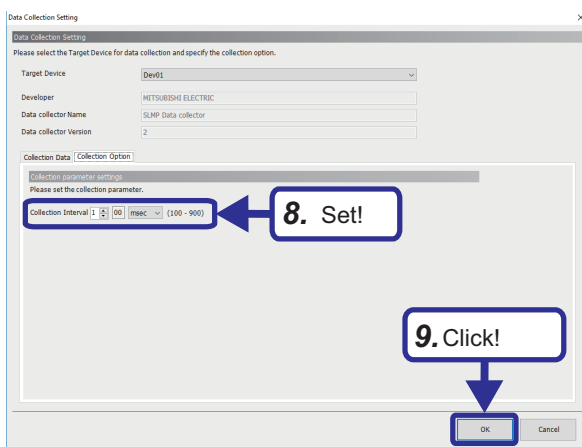 Data Collection Setting
Data Collection Setting
Please select the Target Device for data collection and specify the collection option.
Target Device Dev01
Developer MITSUBISHI ELECTRIC
Data collector Name SLMP Data collector
Data collector Version 2
Collection Data Collection Option
Collection parameter settings
Please set the collection parameter.
Collection Interval 1 00 msec (100 - 900)
8. Set!
9. Click!
OK Cancel